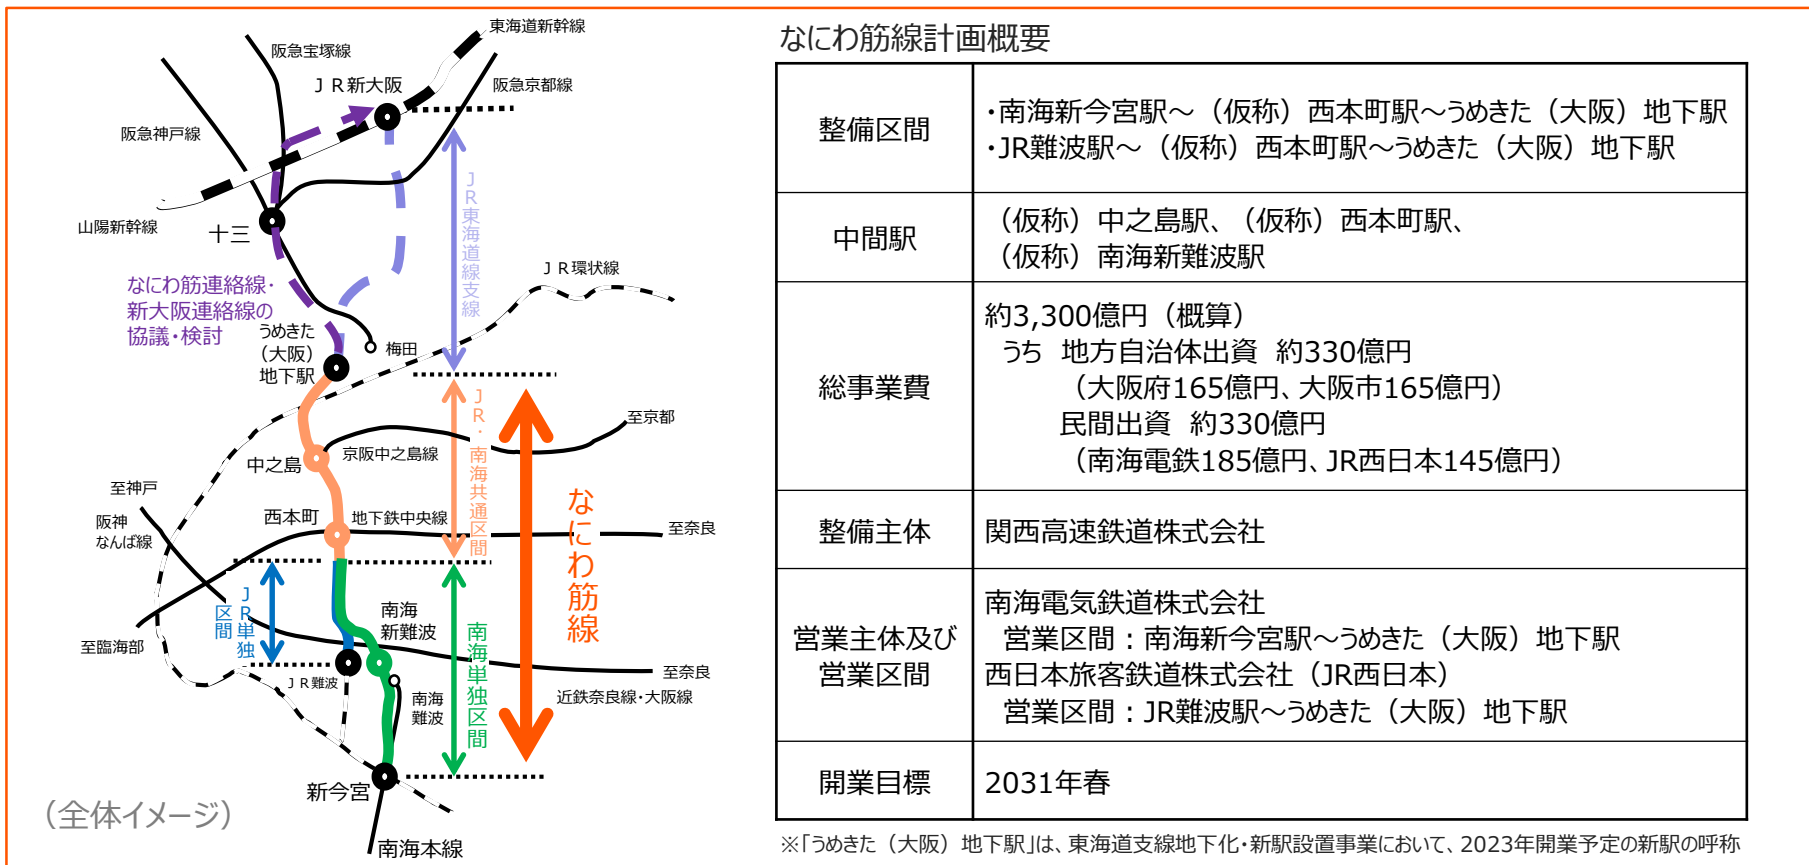 東海道新幹線
阪急宝塚線
ＪＲ新大阪
阪急京都線
阪急神戸線
山陽新幹線
十三
ＪＲ東海道線支線
ＪＲ環状線
なにわ筋連絡線・
新大阪連絡線の
協議・検討
うめきた
（大阪）
地下駅
梅田
ＪＲ・南海共通区間
至京都
中之島
京阪中之島線
至神戸
阪神
なんば線
西本町
地下鉄中央線
至奈良
なにわ筋線
ＪＲ単独
区間
南海
新難波
南海単独区間
至臨海部
至奈良
ＪＲ難波
南海
難波
近鉄奈良線・大阪線
新今宮
（全体イメージ）
南海本線
なにわ筋線計画概要
整備区間
・南海新今宮駅～（仮称）西本町駅～うめきた（大阪）地下駅
・JR難波駅～（仮称）西本町駅～うめきた（大阪）地下駅
中間駅
（仮称）中之島駅、（仮称）西本町駅、
（仮称）南海新難波駅
総事業費
約3,300億円（概算）
うち 地方自治体出資 約330億円
（大阪府165億円、大阪市165億円）
民間出資 約330億円
（南海電鉄185億円、JR西日本145億円）
整備主体
関西高速鉄道株式会社
営業主体及び
営業区間
南海電気鉄道株式会社
営業区間：南海新今宮駅～うめきた（大阪）地下駅
西日本旅客鉄道株式会社（JR西日本）
営業区間：JR難波駅～うめきた（大阪）地下駅
開業目標
2031年春
※「うめきた（大阪）地下駅」は、東海道支線地下化・新駅設置事業において、2023年開業予定の新駅の呼称